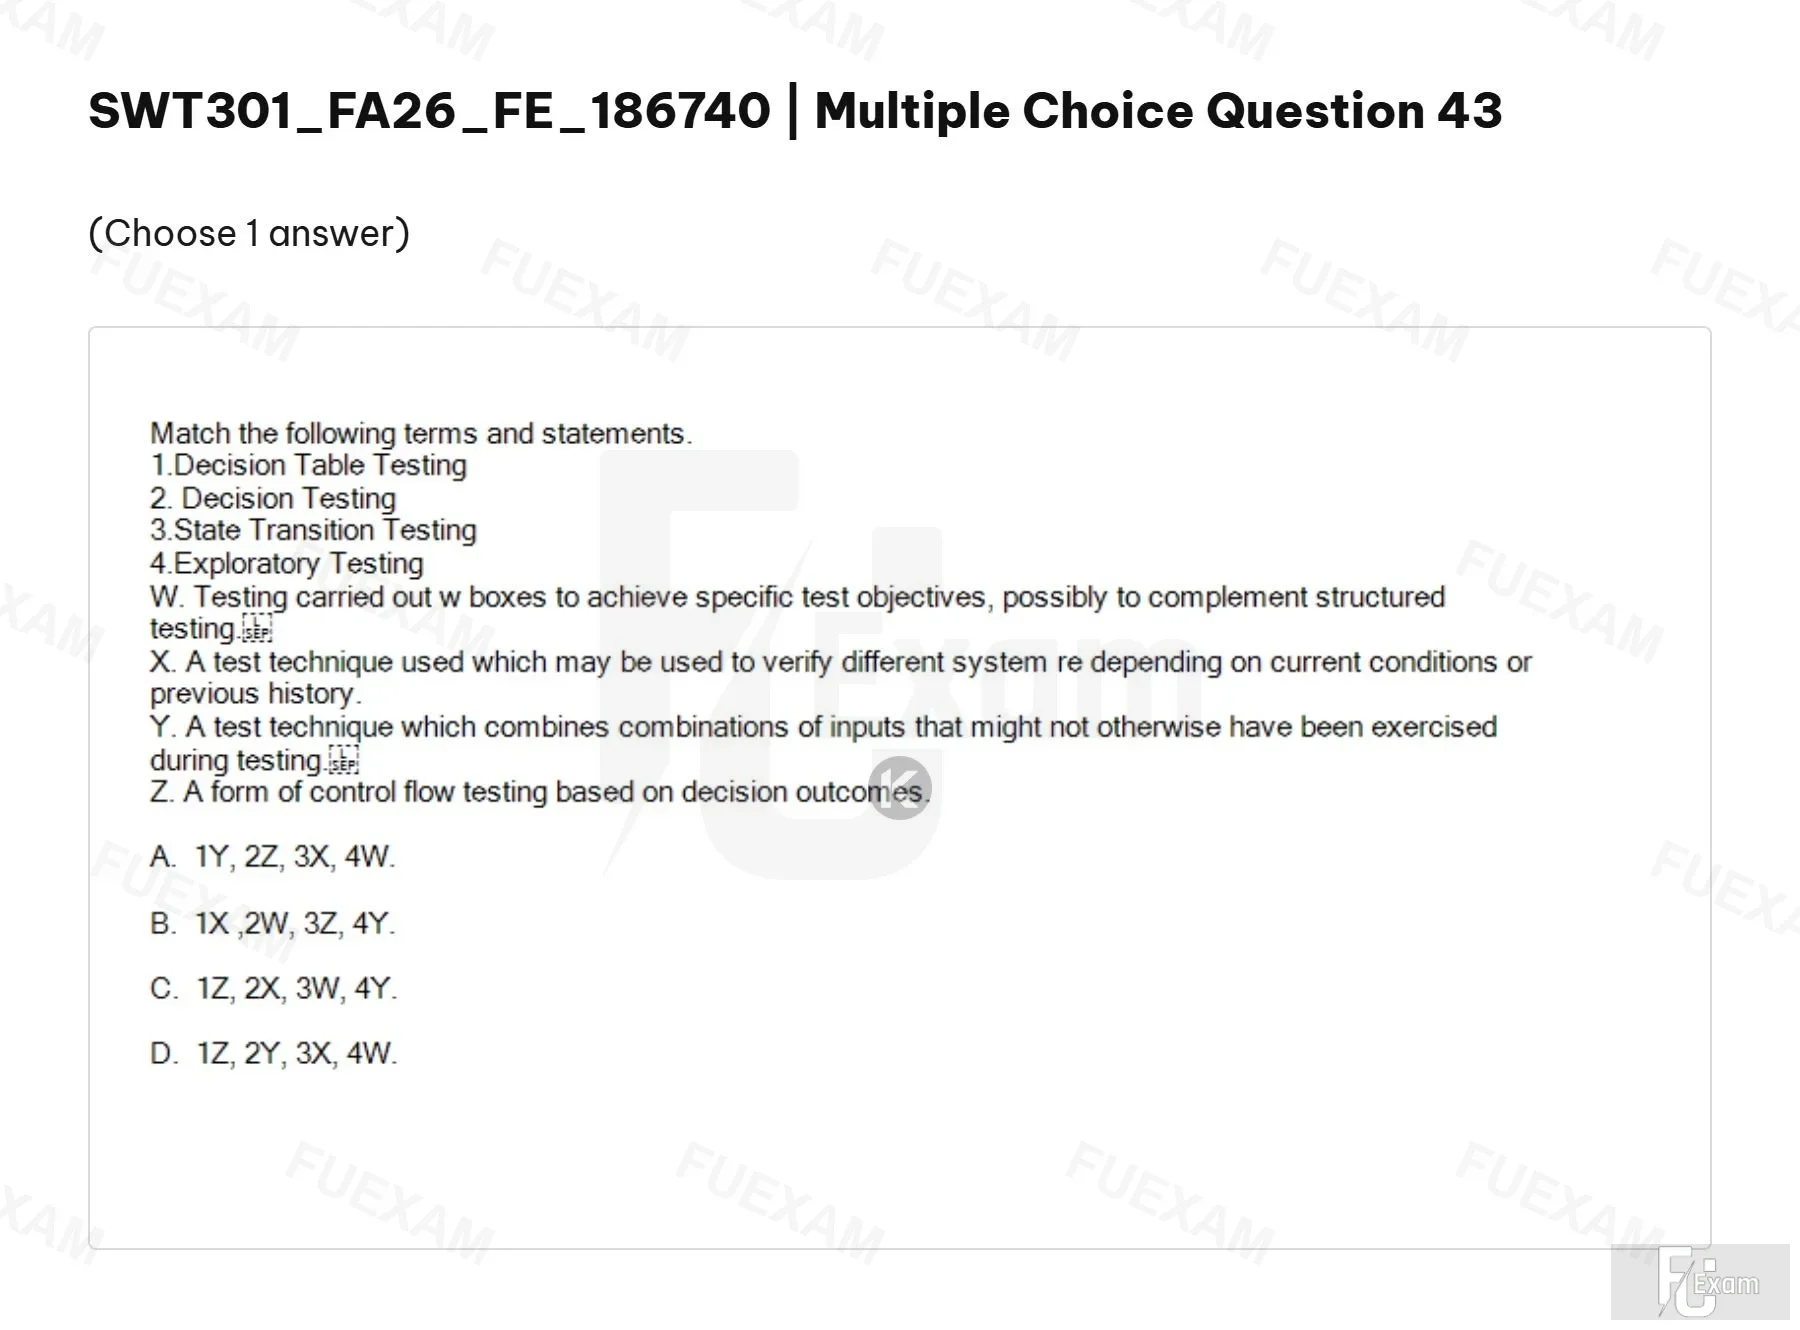 SWT301_FA26_FE_186740 | Multiple Choice Question 43
(Choose 1 answer)
Match the following terms and statements.
1.Decision Table Testing
2. Decision Testing
3.State Transition Testing
4.Exploratory Testing
W. Testing carried out w boxes to achieve specific test objectives, possibly to complement structured
testing.
X. A test technique used which may be used to verify different system re depending on current conditions or
previous history.
Y. A test technique which combines combinations of inputs that might not otherwise have been exercised
during testing.
Z. A form of control flow testing based on decision outcomes.
A. 1Y, 2Z, 3X, 4W.
B. 1X ,2W, 3Z, 4Y.
C. 1Z, 2X, 3W, 4Y.
D. 1Z, 2Y, 3X, 4W.
FUEXAM
FU Exam